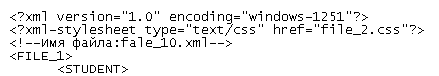 <?xml version="1.0" encoding="windows-1251"?>
<?xml-stylesheet type="text/css" href="file_2.css"?>
<!--Имя файла:fale_10.xml-->
<FILE_1>
<STUDENT>